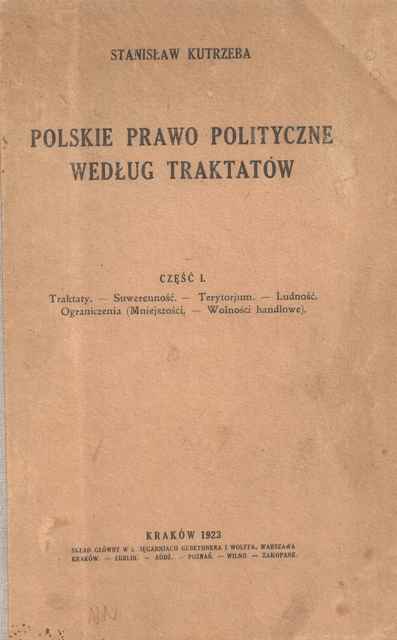 STANISŁAW KUTRZEBA
POLSKIE PRAWO POLITYCZNE
WEDŁUG TRAKTATÓW
CZĘŚĆ I.
Traktaty. — Suwerenność. — Terytorjum. — Ludność.
Ograniczenia (Mniejszości, — Wolności handlowe).
KRAKÓW 1923
SKŁAD GŁÓWNY W GEBETHNERA I WOLFFA, WARSZAWA
KRAKÓW. — LUBLIN. — ŁÓDŹ. — POZNAŃ. — WILNO. — ZAKOPANE.